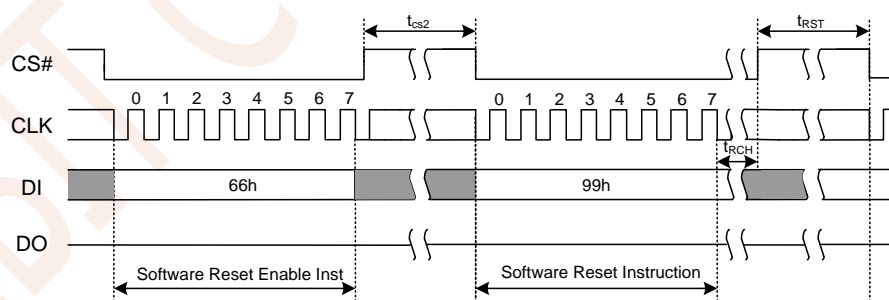 tcs2
tRST
CS#
0 1 2 3 4 5 6 7
0 1 2 3 4 5 6 7
CLK
tRCH
DI
66h
99h
DO
Software Reset Enable Inst
Software Reset Instruction